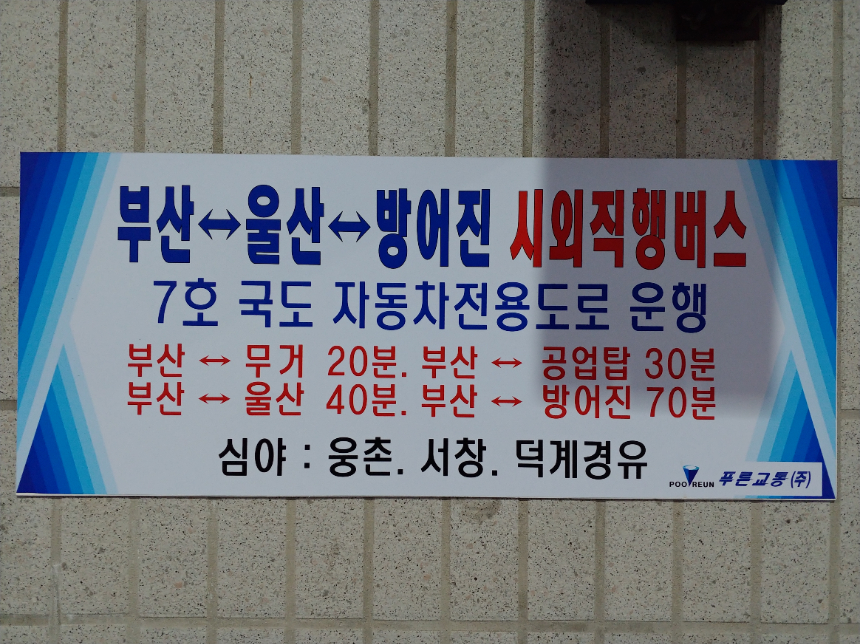 부산↔울산↔방어진 시외직행버스
7호 국도 자동차전용도로 운행
부산 ↔ 무거 20분. 부산 ↔ 공업탑 30분
부산 ↔ 울산 40분. 부산 ↔ 방어진 70분
심야 : 웅촌. 서창. 덕계경유
POOREUN 푸른교통(주)